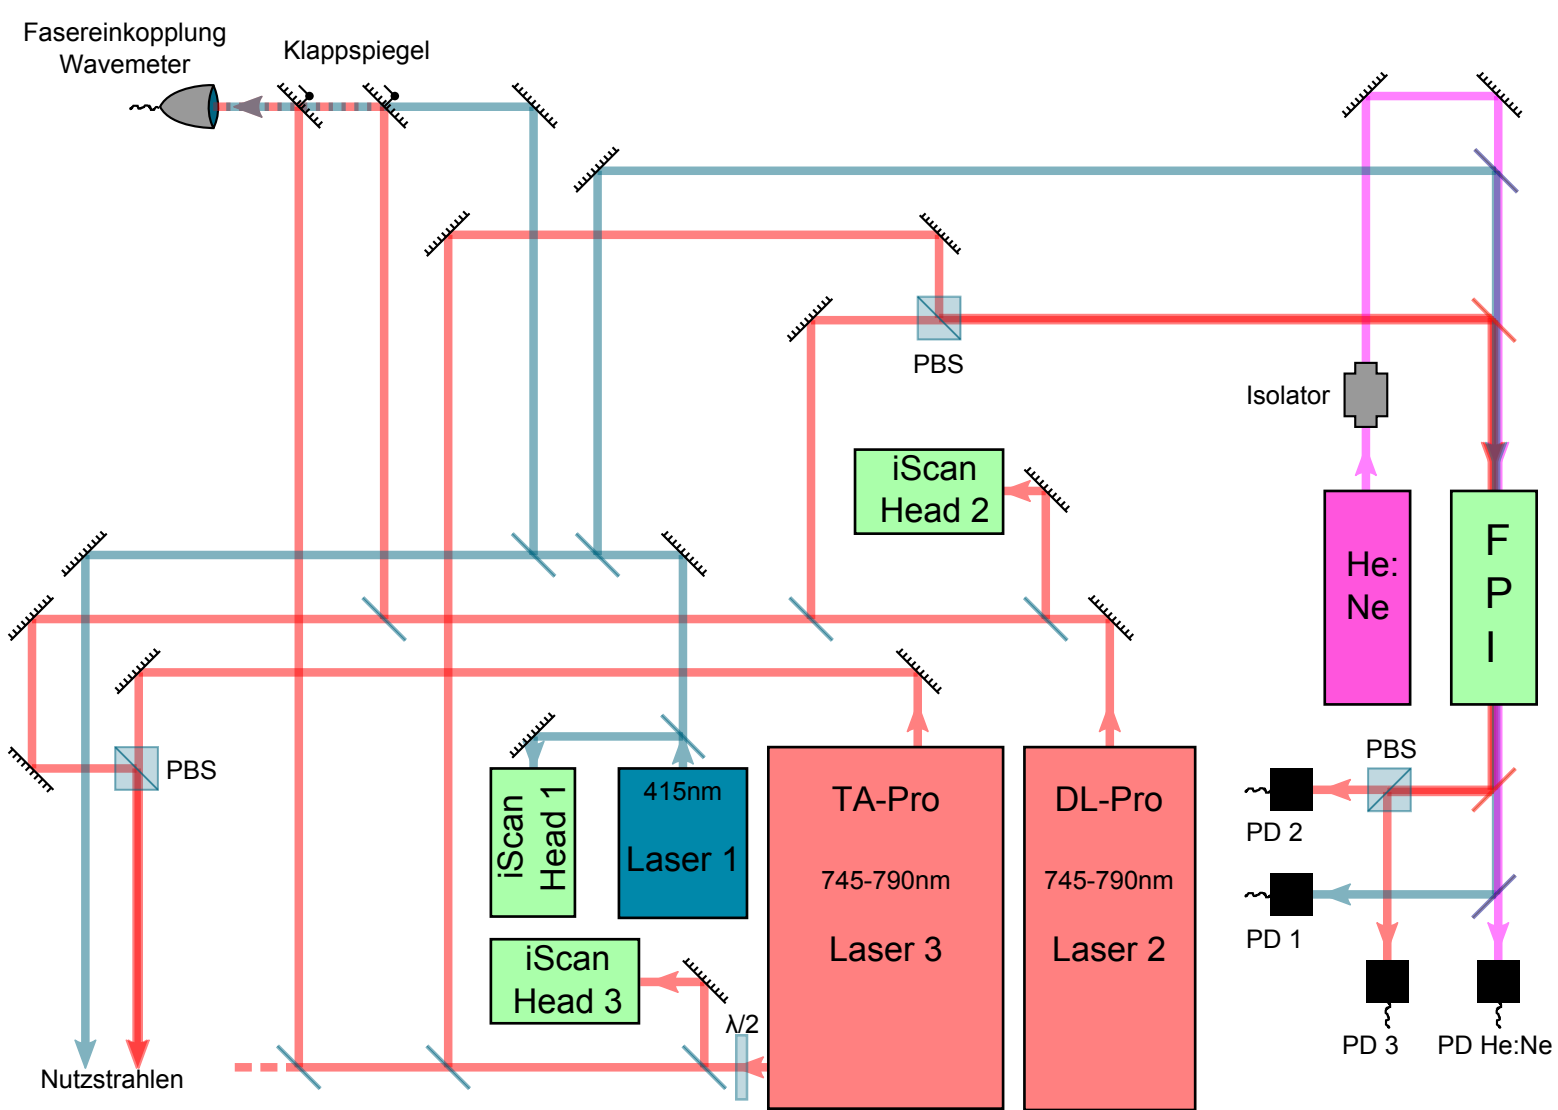 Fasereinkopplung
Wavemeter
Klappspiegel
PBS
Isolator
iScan
Head 2
He:
Ne
F
P
I
PBS
PBS
415nm
Laser 1
iScan
Head 1
TA-Pro
745-790nm
Laser 3
DL-Pro
745-790nm
Laser 2
PD 2
PD 1
iScan
Head 3
λ/2
PD 3
PD He:Ne
Nutzstrahlen